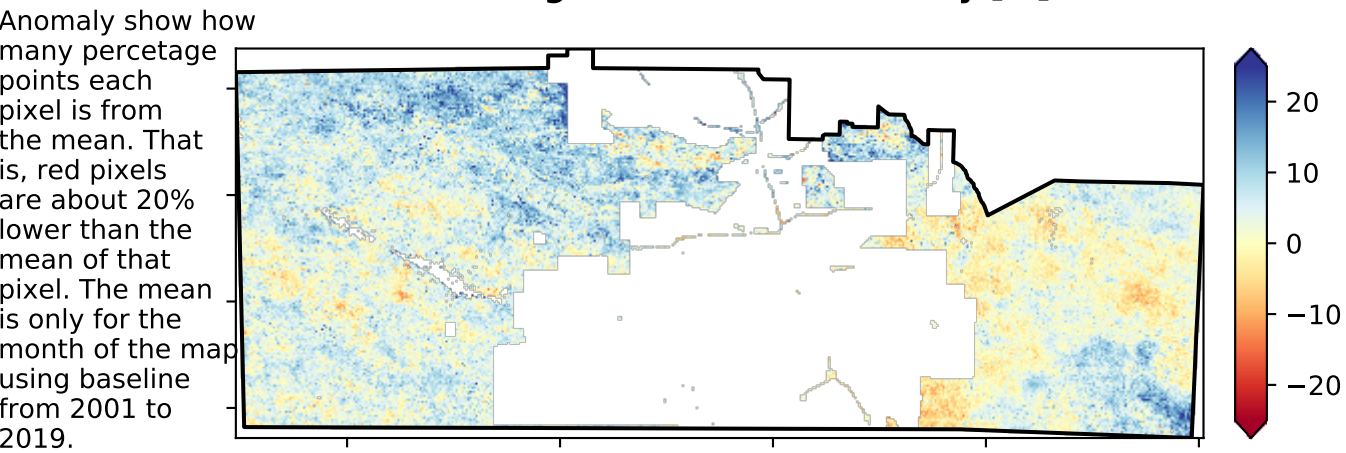 Anomaly show how
many percetage
points each
pixel is from
the mean. That
is, red pixels
are about 20%
lower than the
mean of that
pixel. The mean
is only for the
month of the map
using baseline
from 2001 to
2019.
20
10
0
−10
−20